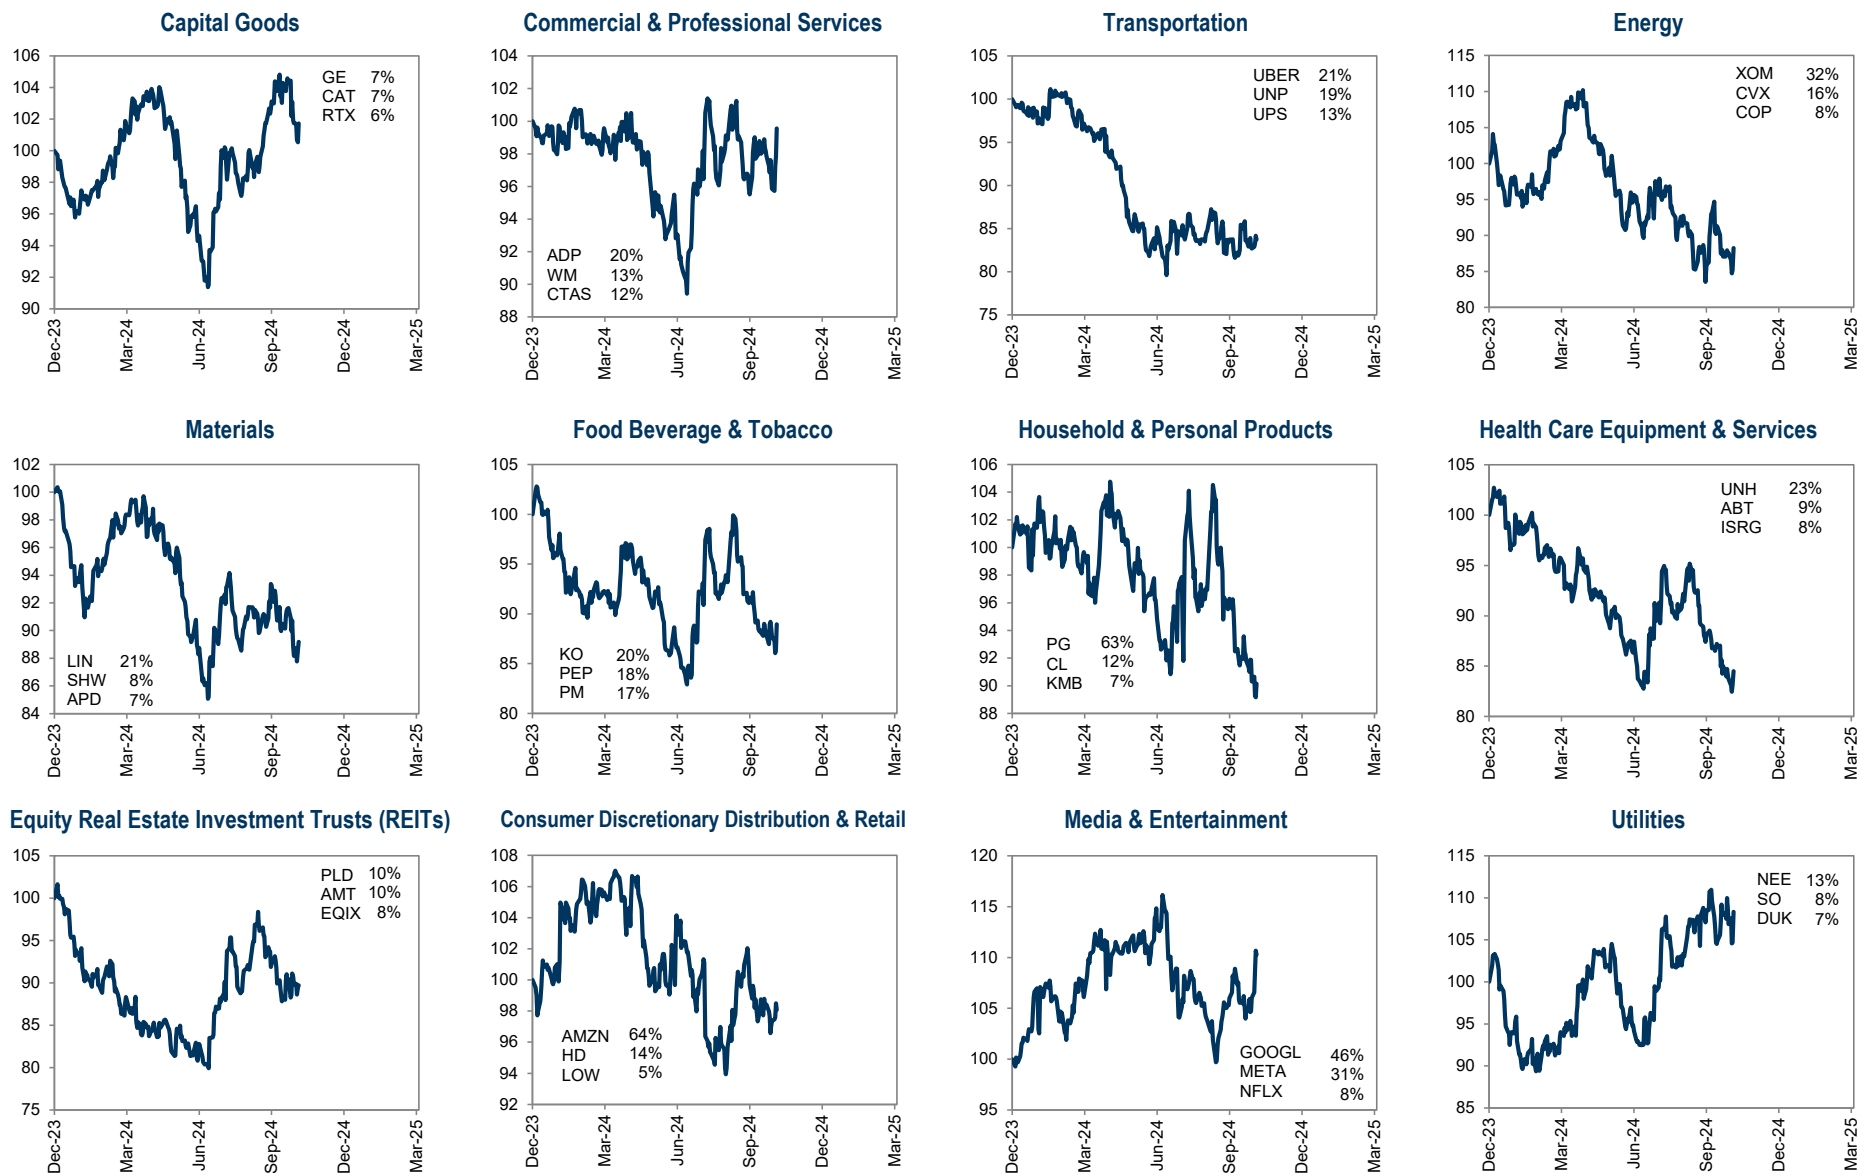 Capital Goods
106
104
102
100
98
96
94
92
90
GE 7%
CAT 7%
RTX 6%
Dec-23
Mar-24
Jun-24
Sep-24
Dec-24
Mar-25
Commercial & Professional Services
104
102
100
98
96
94
92
90
88
ADP 20%
WM 13%
CTAS 12%
Dec-23
Mar-24
Jun-24
Sep-24
Dec-24
Mar-25
Transportation
105
100
95
90
85
80
75
UBER 21%
UNP 19%
UPS 13%
Dec-23
Mar-24
Jun-24
Sep-24
Dec-24
Mar-25
Energy
115
110
105
100
95
90
85
80
XOM 32%
CVX 16%
COP 8%
Dec-23
Mar-24
Jun-24
Sep-24
Dec-24
Mar-25
Materials
102
100
98
96
94
92
90
88
86
84
LIN 21%
SHW 8%
APD 7%
Dec-23
Mar-24
Jun-24
Sep-24
Dec-24
Mar-25
Food Beverage & Tobacco
105
100
95
90
85
80
KO 20%
PEP 18%
PM 17%
Dec-23
Mar-24
Jun-24
Sep-24
Dec-24
Mar-25
Household & Personal Products
106
104
102
100
98
96
94
92
90
88
PG 63%
CL 12%
KMB 7%
Dec-23
Mar-24
Jun-24
Sep-24
Dec-24
Mar-25
Health Care Equipment & Services
105
100
95
90
85
80
UNH 23%
ABT 9%
ISRG 8%
Dec-23
Mar-24
Jun-24
Sep-24
Dec-24
Mar-25
Equity Real Estate Investment Trusts (REITs)
105
100
95
90
85
80
75
PLD 10%
AMT 10%
EQIX 8%
Dec-23
Mar-24
Jun-24
Sep-24
Dec-24
Mar-25
Consumer Discretionary Distribution & Retail
108
106
104
102
100
98
96
94
92
AMZN 64%
HD 14%
LOW 5%
Dec-23
Mar-24
Jun-24
Sep-24
Dec-24
Mar-25
Media & Entertainment
120
115
110
105
100
95
GOOGL 46%
META 31%
NFLX 8%
Dec-23
Mar-24
Jun-24
Sep-24
Dec-24
Mar-25
Utilities
115
110
105
100
95
90
85
NEE 13%
SO 8%
DUK 7%
Dec-23
Mar-24
Jun-24
Sep-24
Dec-24
Mar-25